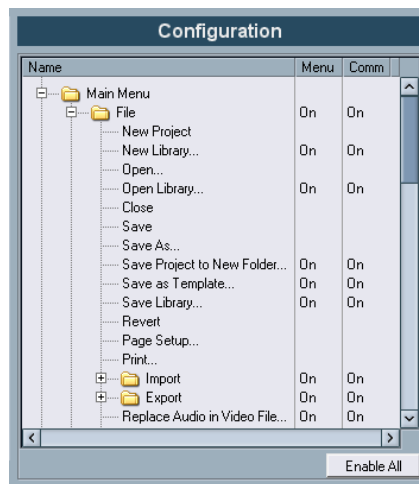 Configuration
Name Menu Comm
Main Menu
File On On
New Project
New Library... On On
Open...
Open Library... On On
Close
Save
Save As...
Save Project to New Folder... On On
Save as Template... On On
Save Library... On On
Revert
Page Setup...
Print...
Import On On
Export On On
Replace Audio in Video File... On On
Enable All